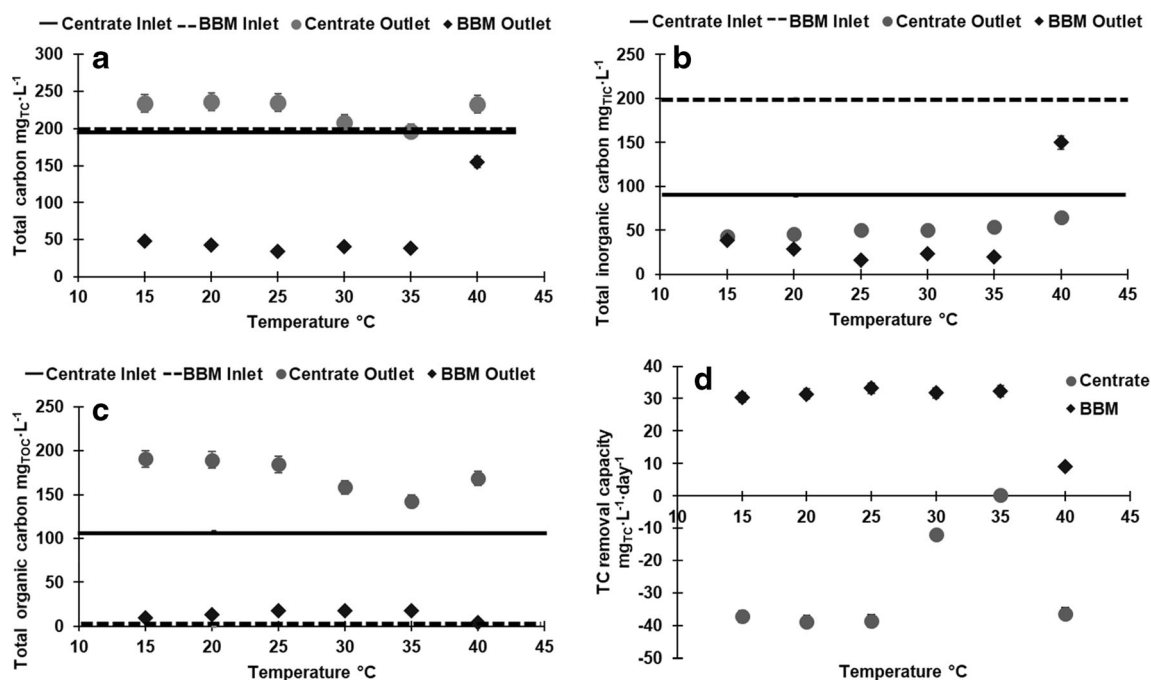 Centrate Inlet BBM Inlet Centrate Outlet BBM Outlet
a
Total carbon mgTC·L-1
300
250
200
150
100
50
0
10 15 20 25 30 35 40 45
Temperature °C
Centrate Inlet BBM Inlet Centrate Outlet BBM Outlet
b
Total inorganic carbon mgTIC·L-1
250
200
150
100
50
0
10 15 20 25 30 35 40 45
Temperature °C
Centrate Inlet BBM Inlet Centrate Outlet BBM Outlet
c
Total organic carbon mgTOC·L-1
250
200
150
100
50
0
10 15 20 25 30 35 40 45
Temperature °C
d
Centrate
BBM
TC removal capacity
mgTC·L-1·day-1
40
30
20
10
0
-10
-20
-30
-40
-50
10 15 20 25 30 35 40 45
Temperature °C